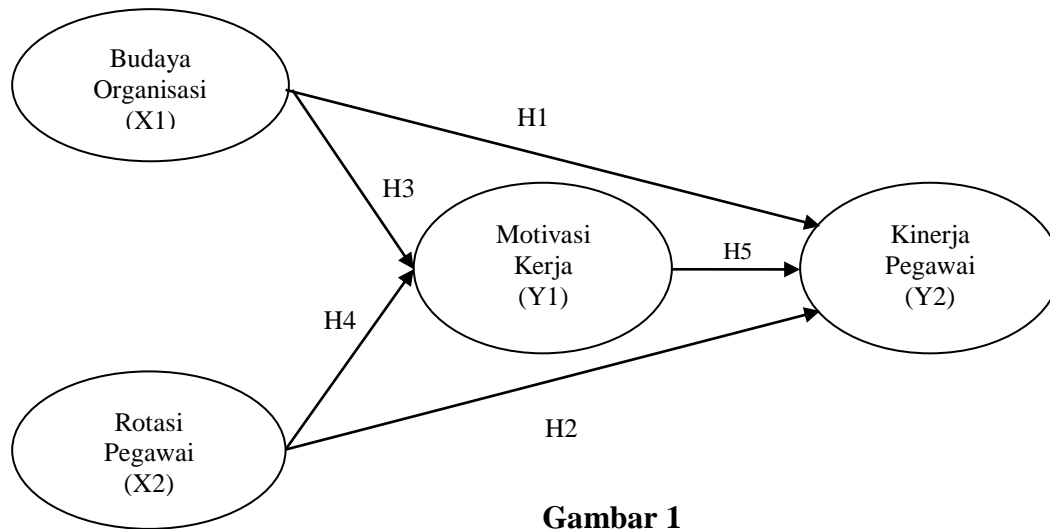 Budaya
Organisasi
(X1)
H1
H3
Motivasi
Kerja
(Y1)
H5
Kinerja
Pegawai
(Y2)
H4
H2
Rotasi
Pegawai
(X2)
Gambar 1